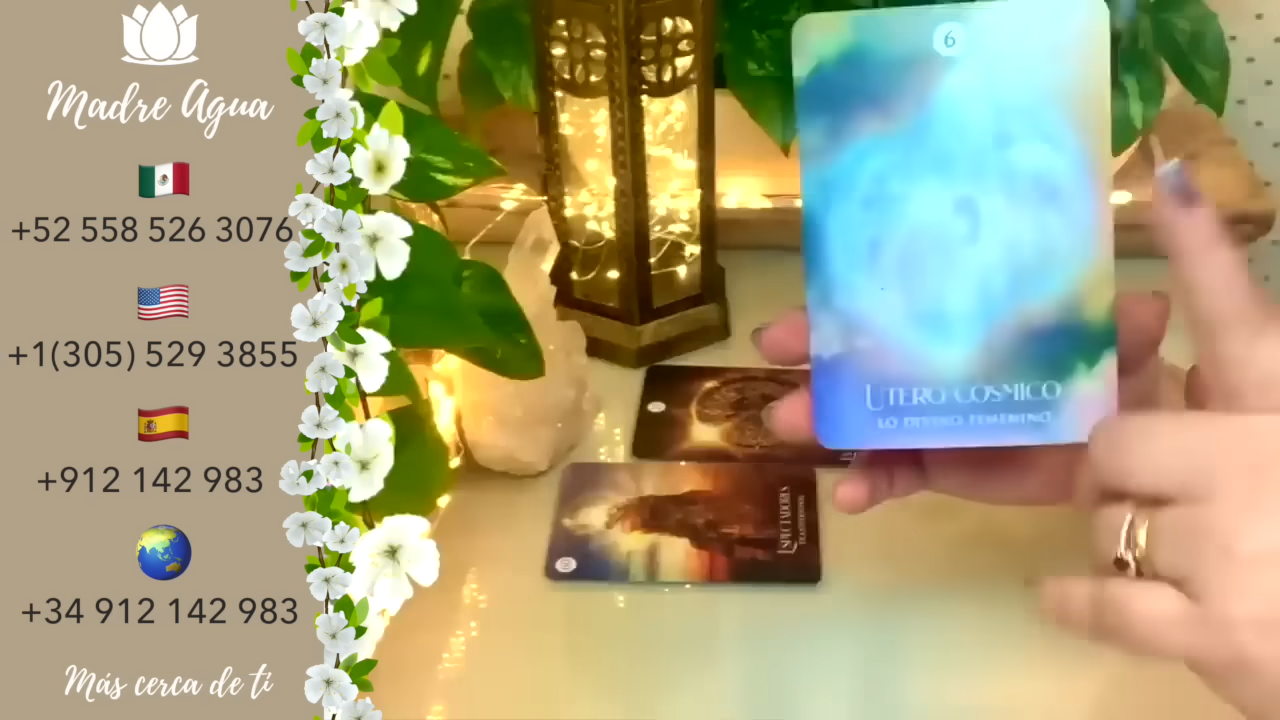 Madre Agua
+52 558 526 3076
+1(305) 529 3855
+912 142 983
+34 912 142 983
Más cerca de ti
6
UTERO COSMICO
LO DIVINO FEMENINO
ESPECTADORES